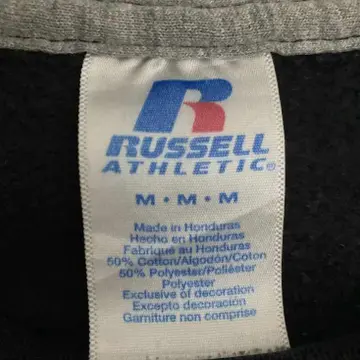 R
RUSSELL
ATHLETIC®
M • M • M
Made in Honduras
Hecho en Honduras
Fabriqué au Honduras
50% Cotton/Algodón/Coton
50% Polyester/Poliéster
Polyester
Exclusive of decoration
Excepto decoración
Garniture non comprise